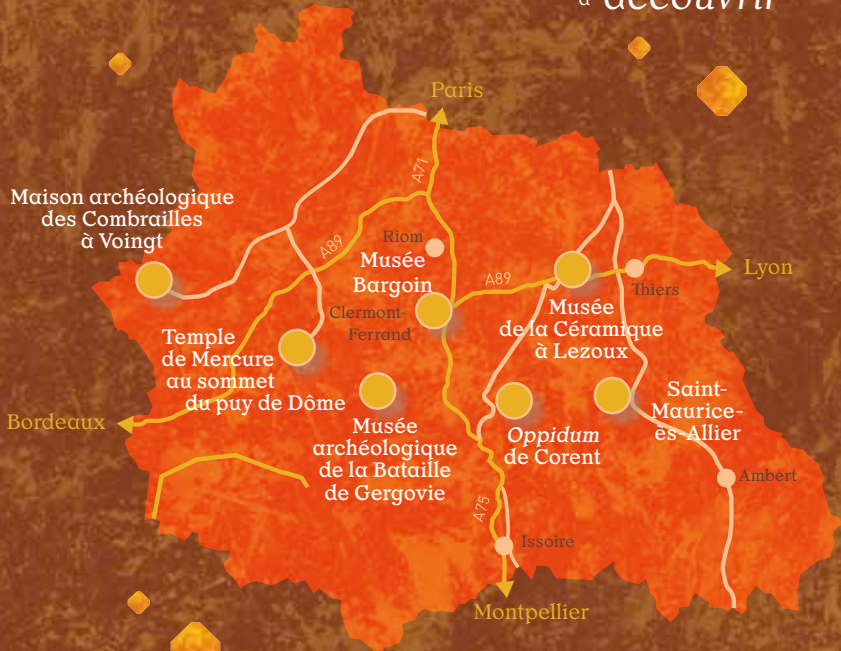 à découvrir
Paris
A71
Maison archéologique
des Combrailles
à Voingt
A89
Riom
Musée
Bargoin
A89
Lyon
Thiers
Clermont-
Ferrand
Musée
de la Céramique
à Lezoux
Temple
de Mercure
au sommet
du puy de Dôme
Bordeaux
Musée
archéologique
de la Bataille
de Gergovie
Oppidum
de Corent
Saint-
Maurice-
ès-Allier
Ambert
A75
Issoire
Montpellier